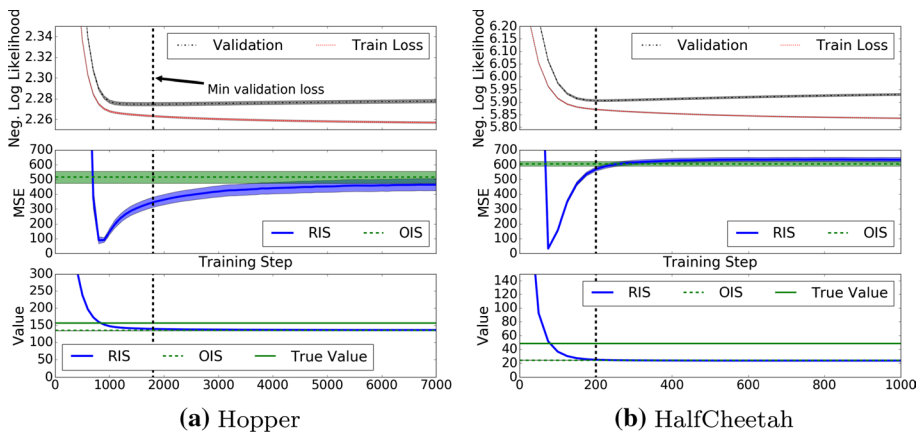 Neg. Log Likelihood
2.34
2.32
2.30
2.28
2.26
Validation
Train Loss
Min validation loss
MSE
700
600
500
400
300
200
100
0
RIS
OIS
Training Step
Value
300
250
200
150
100
50
0
RIS
OIS
True Value
0 1000 2000 3000 4000 5000 6000 7000
(a) Hopper
Neg. Log Likelihood
6.20
6.15
6.10
6.05
6.00
5.95
5.90
5.85
5.80
Validation
Train Loss
MSE
700
600
500
400
300
200
100
0
RIS
OIS
Training Step
Value
140
120
100
80
60
40
20
0
RIS
OIS
True Value
0 200 400 600 800 1000
(b) HalfCheetah